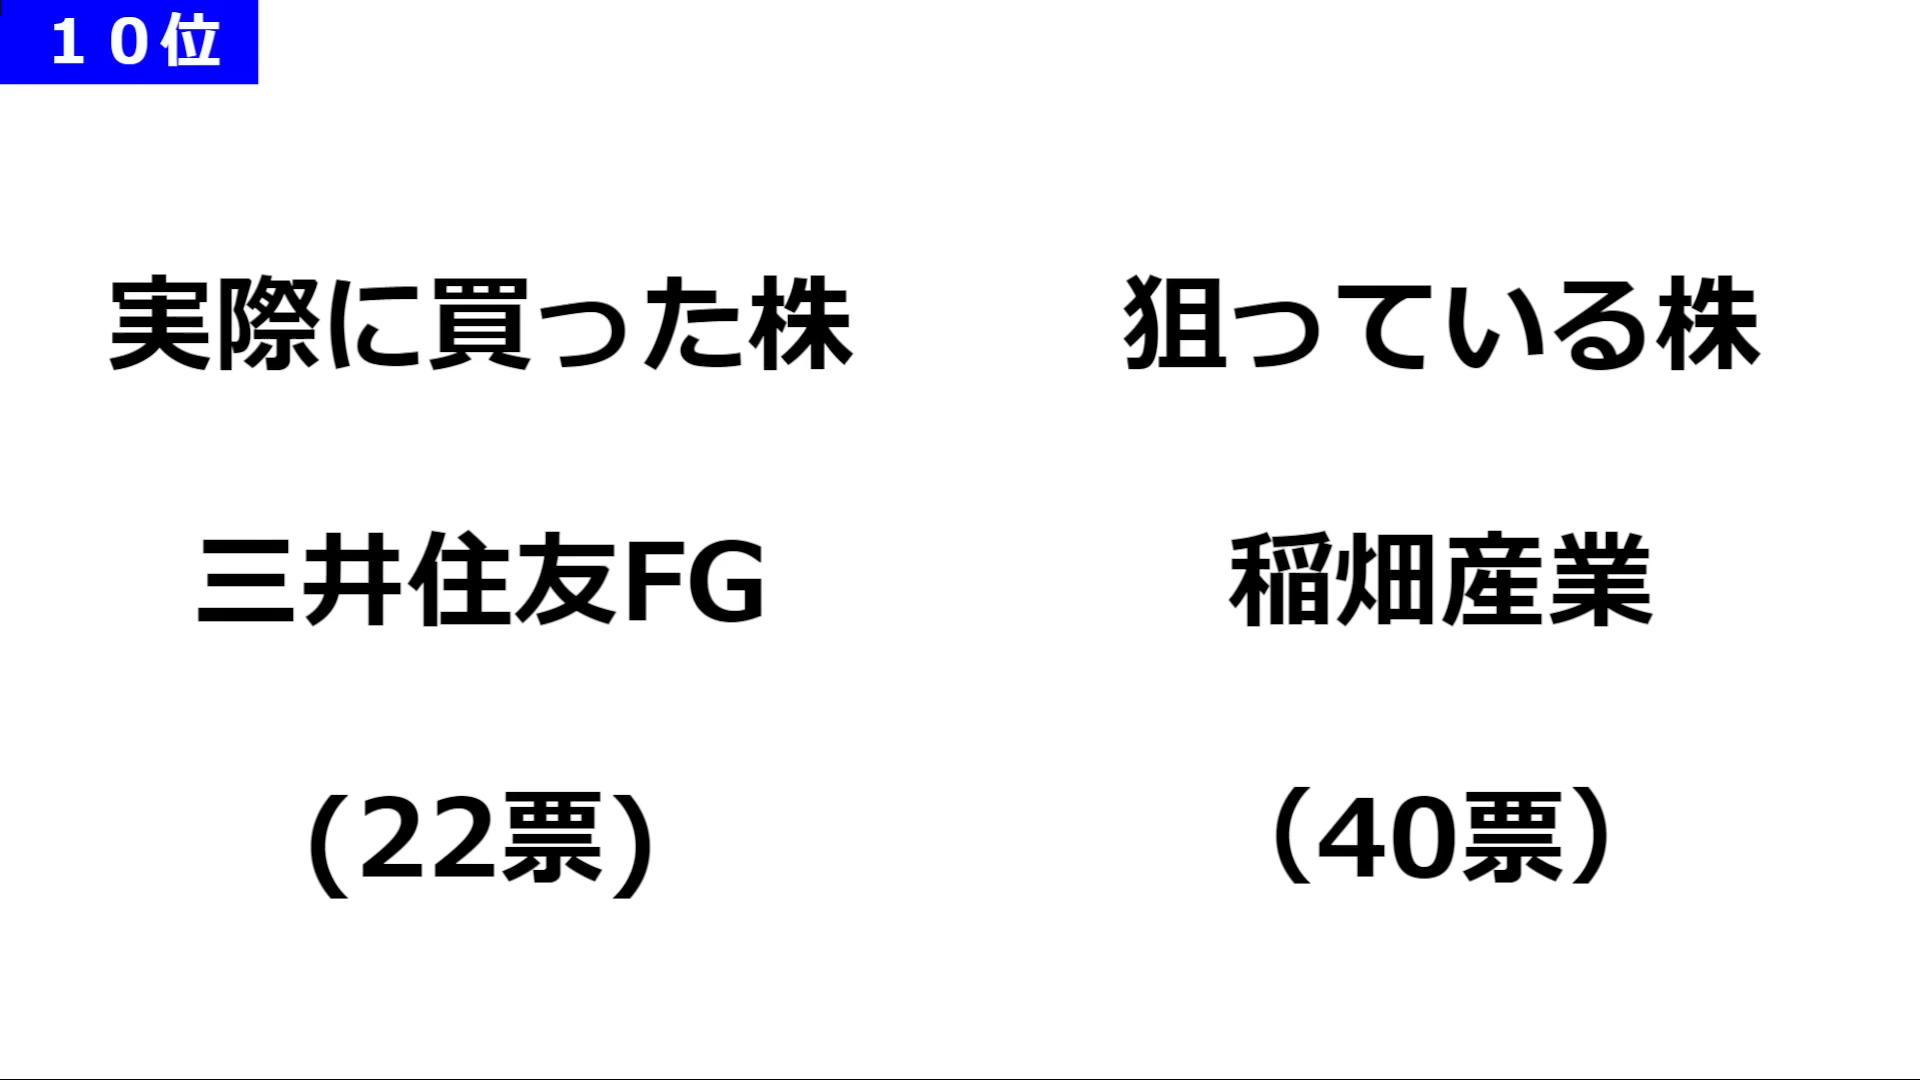 １０位
実際に買った株
狙っている株
三井住友FG
稲畑産業
(22票)
（40票）